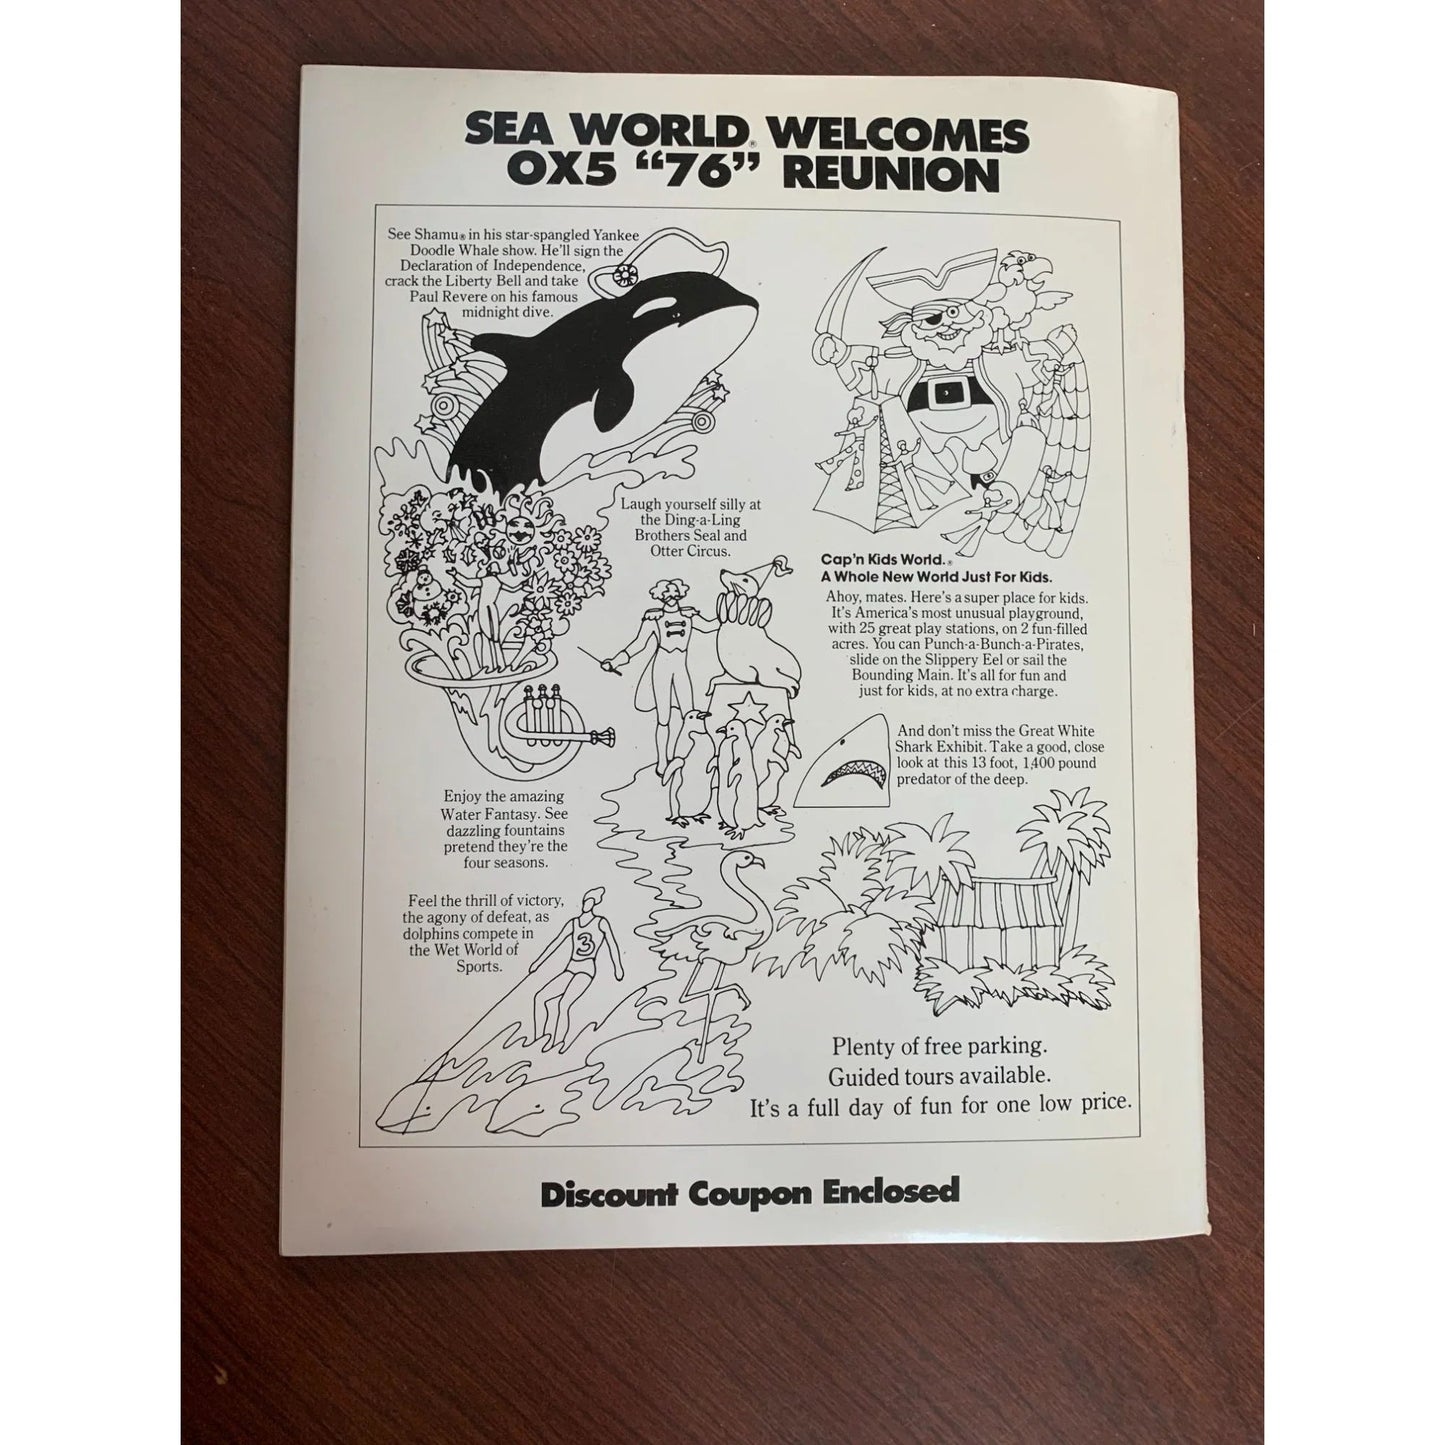 SEA WORLD® WELCOMES
OX5 “76” REUNION
See Shamu® in his star-spangled Yankee
Doodle Whale show. He'll sign the
Declaration of Independence,
crack the Liberty Bell and take
Paul Revere on his famous
midnight dive.
Laugh yourself silly at
the Ding-a-Ling
Brothers Seal and
Otter Circus.
Cap'n Kids World.®
A Whole New World Just For Kids.
Ahoy, mates. Here's a super place for kids.
It's America's most unusual playground,
with 25 great play stations, on 2 fun-filled
acres. You can Punch-a-Bunch-a-Pirates,
slide on the Slippery Eel or sail the
Bounding Main. It's all for fun and
just for kids, at no extra charge.
And don't miss the Great White
Shark Exhibit. Take a good, close
look at this 13 foot, 1,400 pound
predator of the deep.
Enjoy the amazing
Water Fantasy. See
dazzling fountains
pretend they're the
four seasons.
Feel the thrill of victory,
the agony of defeat, as
dolphins compete in
the Wet World of
Sports.
3
Plenty of free parking.
Guided tours available.
It's a full day of fun for one low price.
Discount Coupon Enclosed